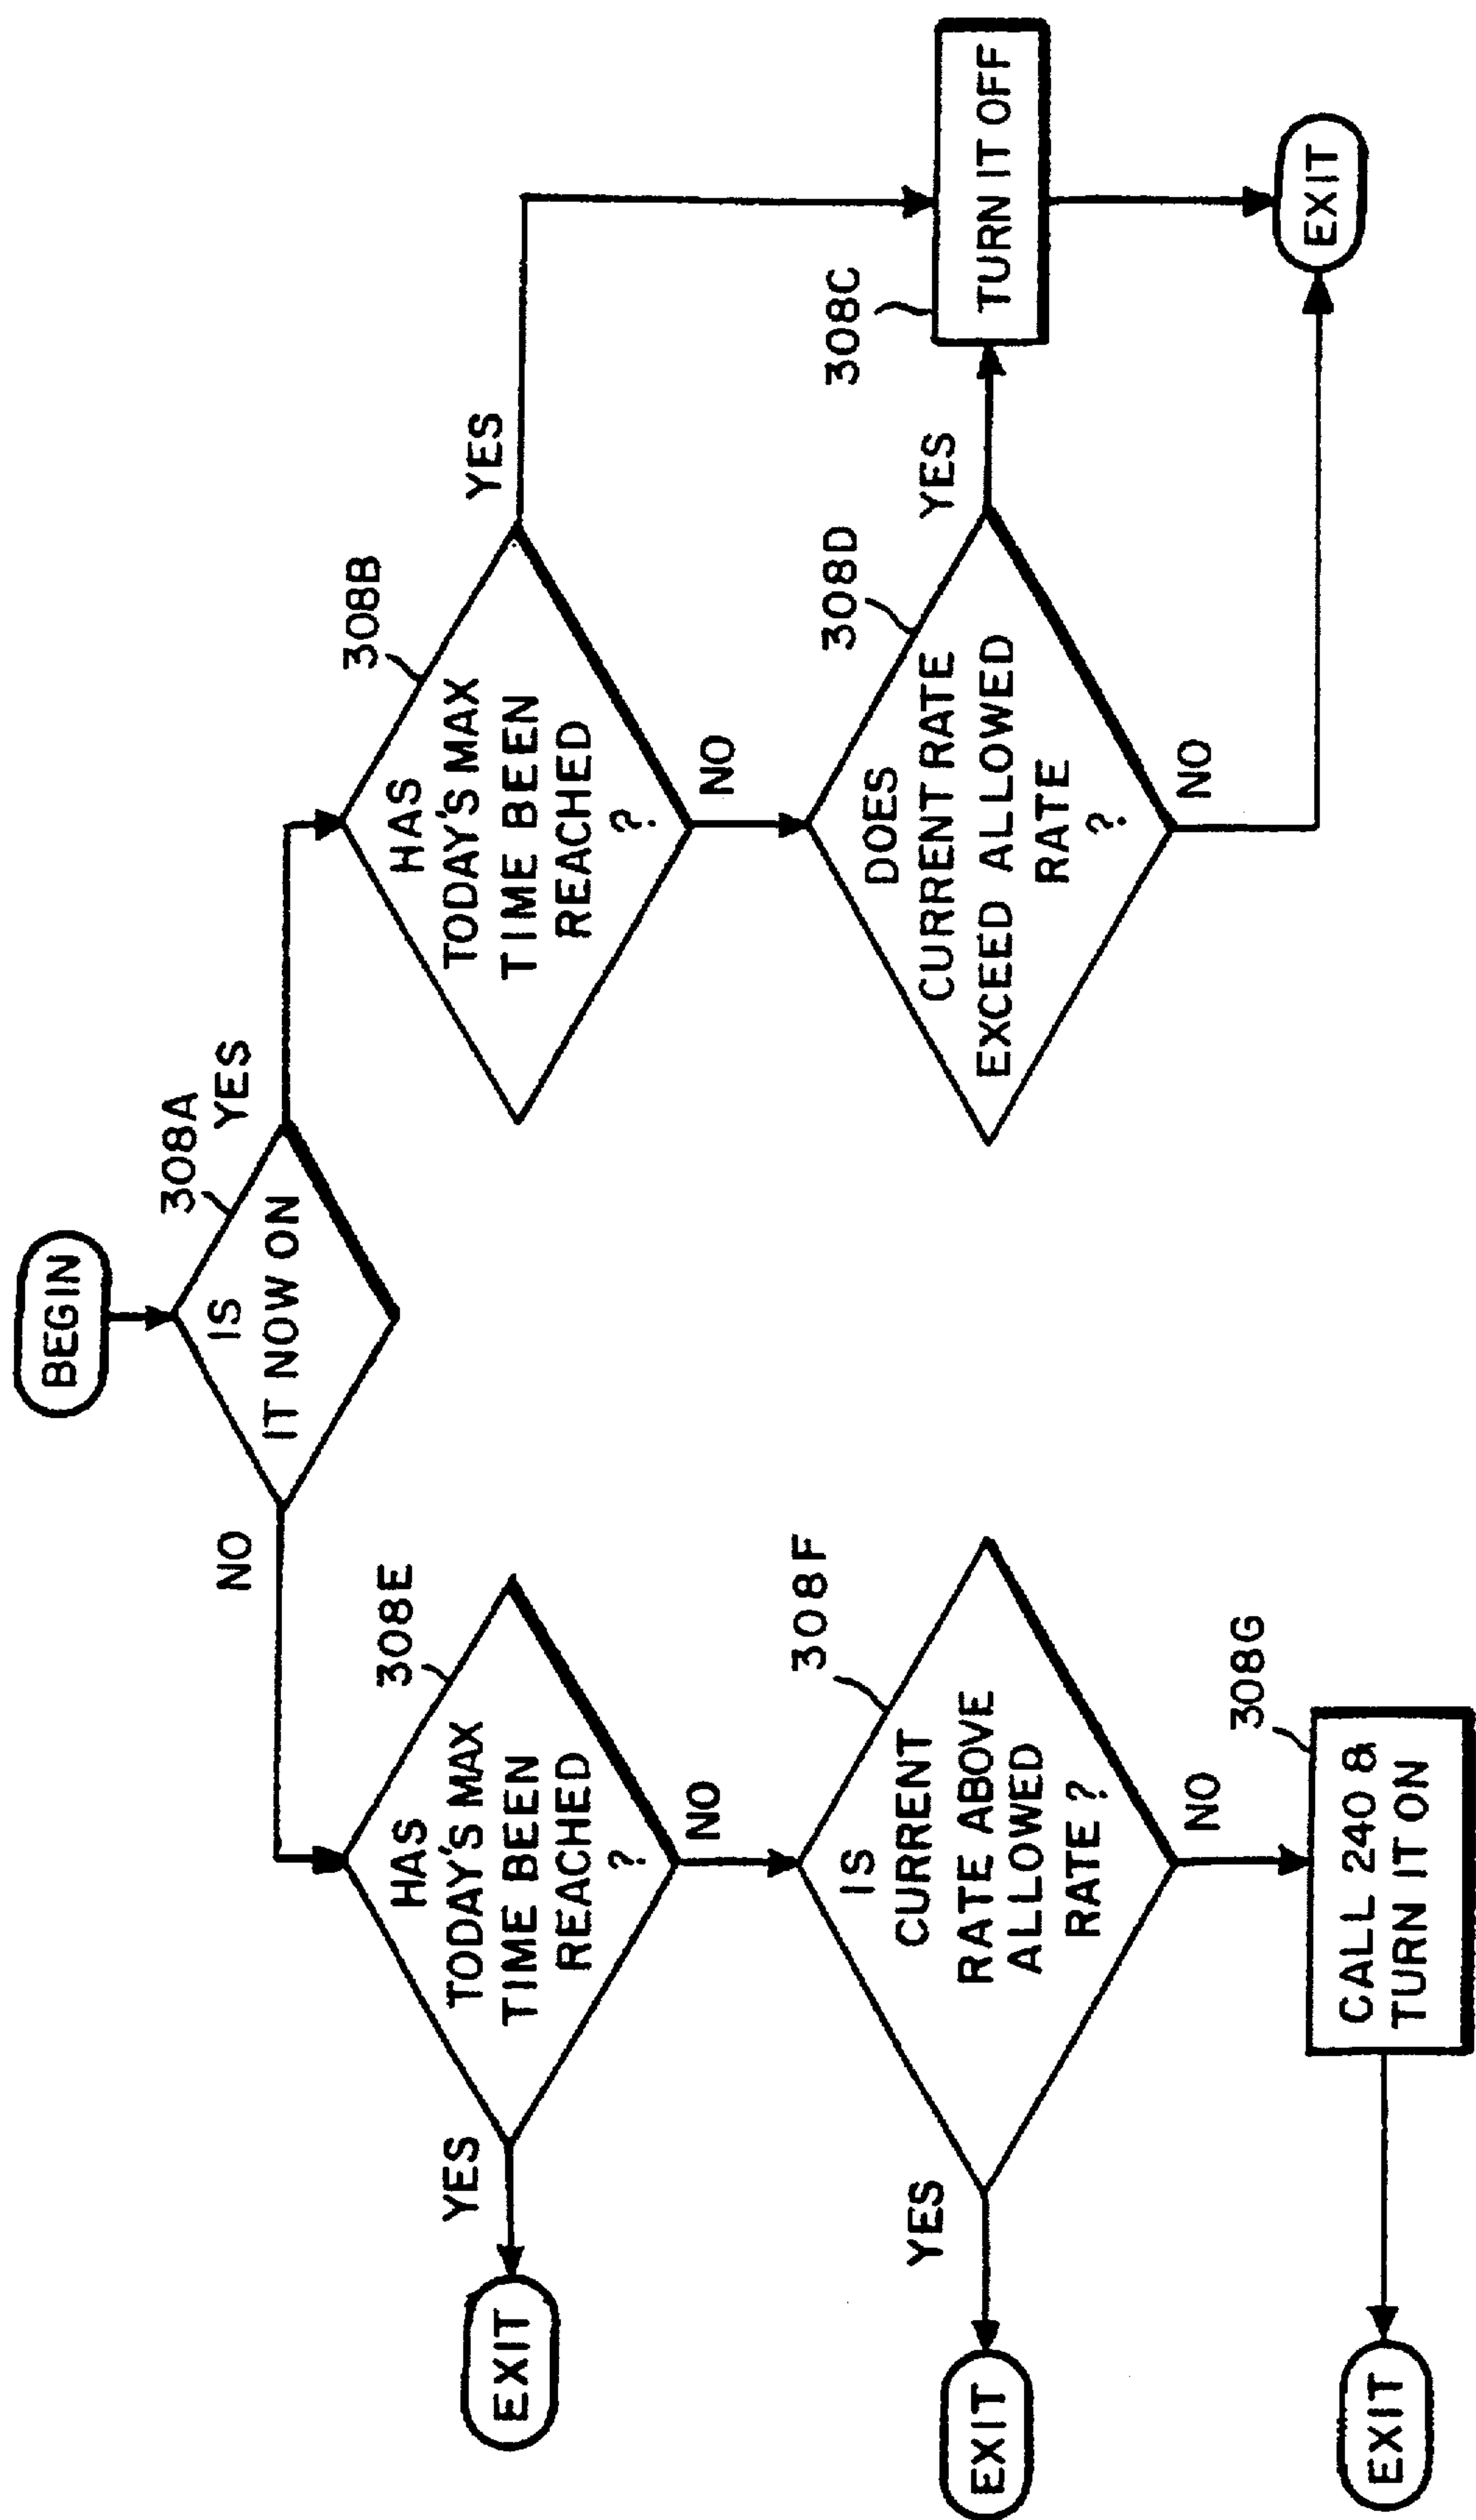 BEGIN
308A
IS
IT NOW ON
NO
YES
308E
HAS
TODAY'S MAX
TIME BEEN
REACHED
?
YES
EXIT
NO
308F
IS
CURRENT
RATE ABOVE
ALLOWED
RATE ?
YES
EXIT
NO
308G
CALL 240 &
TURN IT ON
EXIT
308B
HAS
TODAY'S MAX
TIME BEEN
REACHED
?
YES
NO
308D
DOES
CURRENT RATE
EXCEED ALLOWED
RATE
?
YES
NO
308C
TURN IT OFF
EXIT